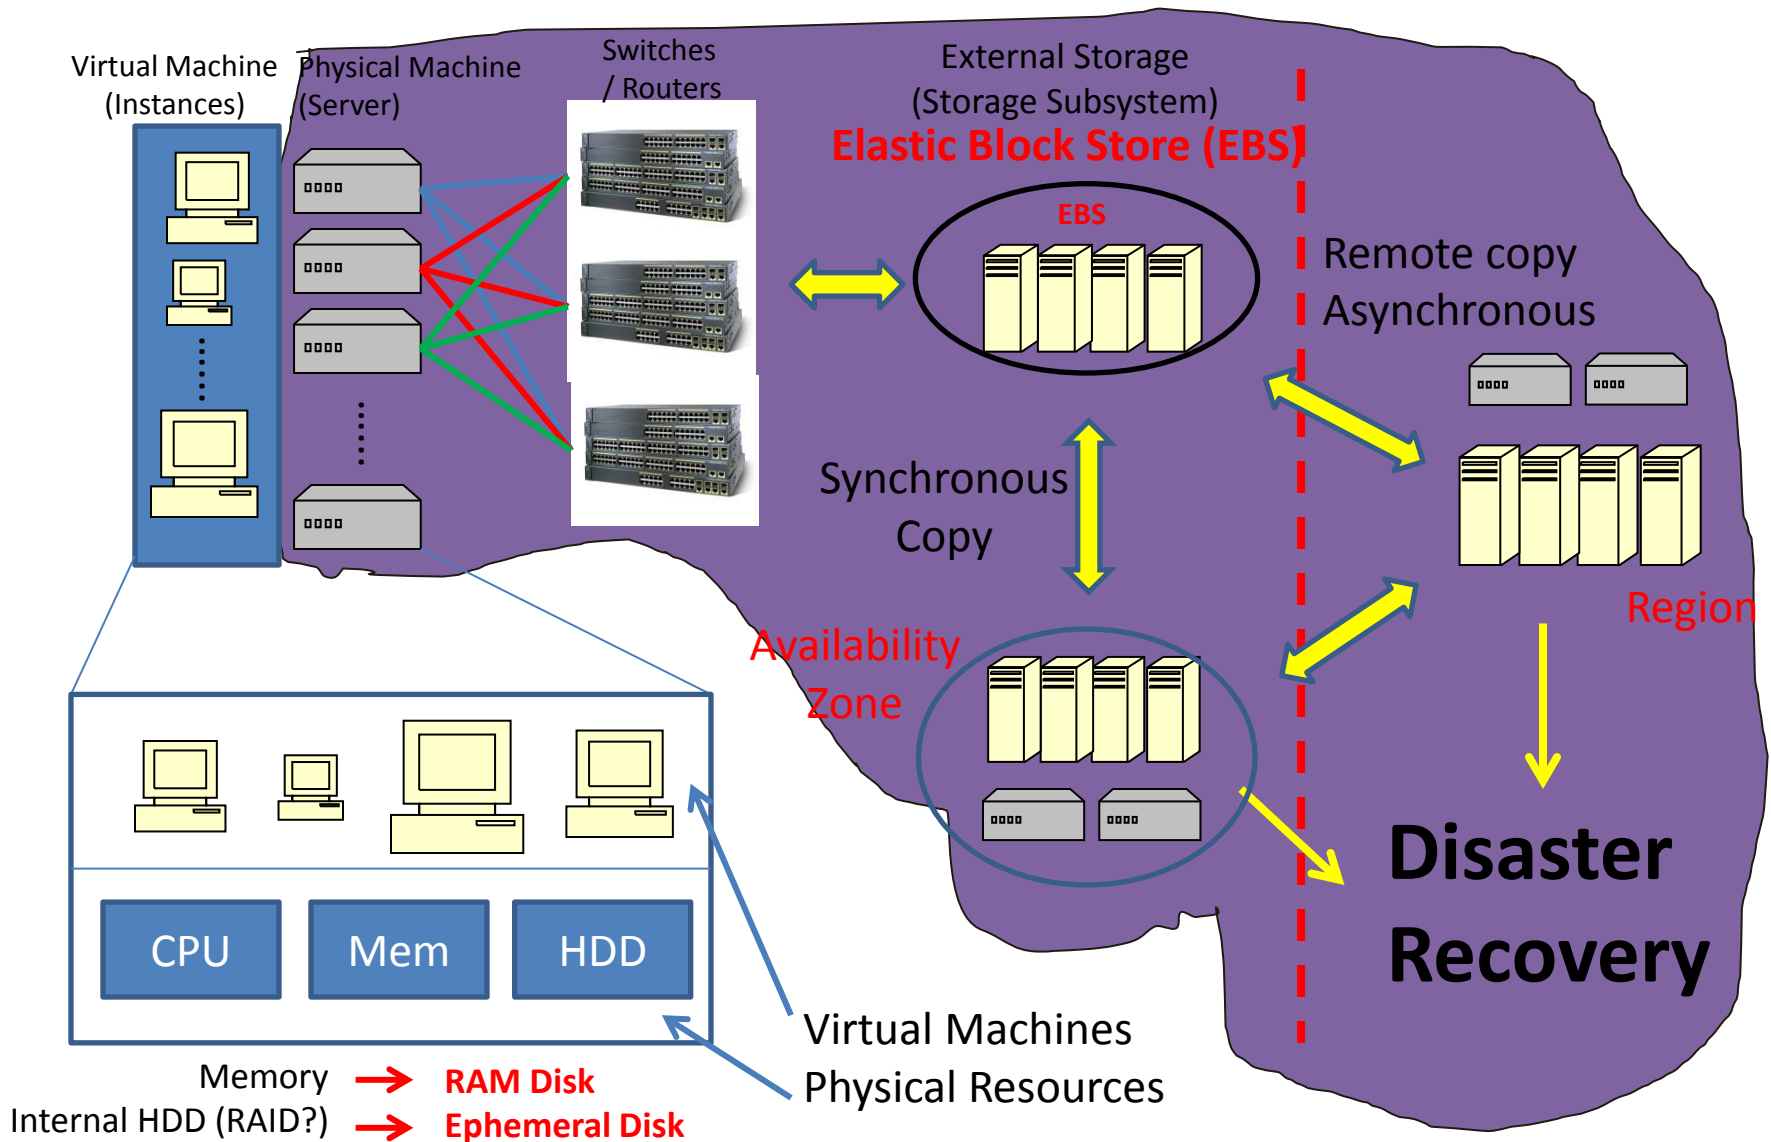 Virtual Machine
(Instances)
Physical Machine
(Server)
Switches
/ Routers
External Storage
(Storage Subsystem)
Elastic Block Store (EBS)
EBS
Remote copy
Asynchronous
Synchronous
Copy
Region
Availability
Zone
Disaster
Recovery
CPU
Mem
HDD
Virtual Machines
Physical Resources
Memory
RAM Disk
Internal HDD (RAID?)
Ephemeral Disk